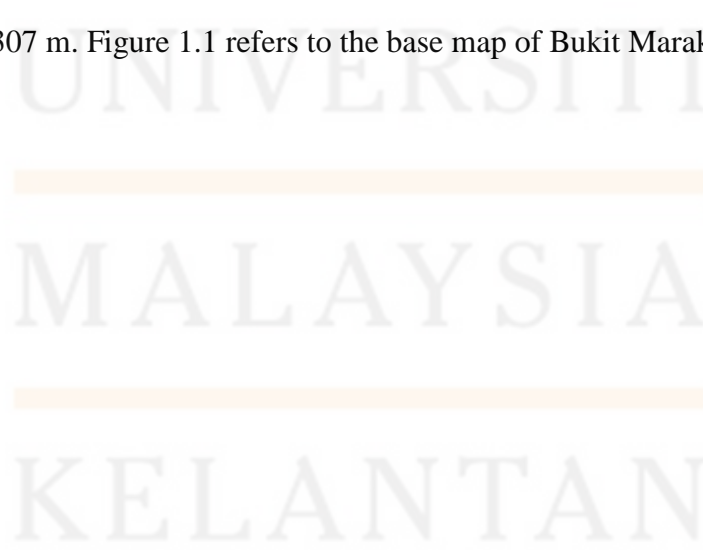 307 m. Figure 1.1 refers to the base map of Bukit Marak
UNIVERSITI
MALAYSIA
KELANTAN